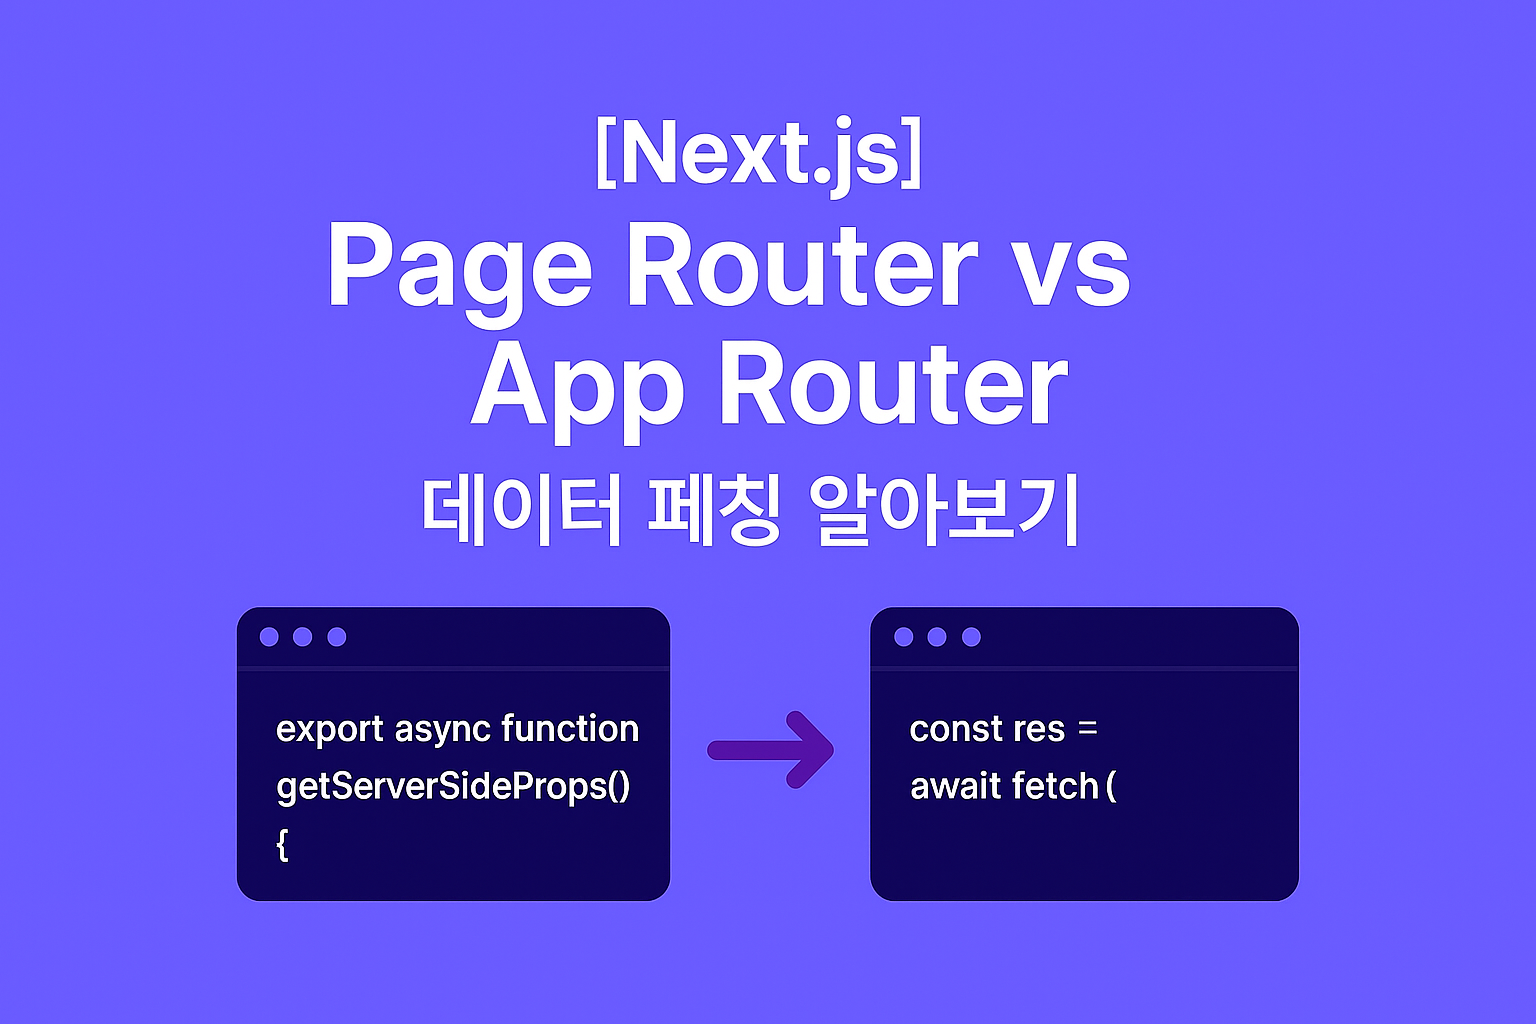 [Next.js]
Page Router vs
App Router
데이터 페칭 알아보기
export async function
getServerSideProps()
{
const res =
await fetch (